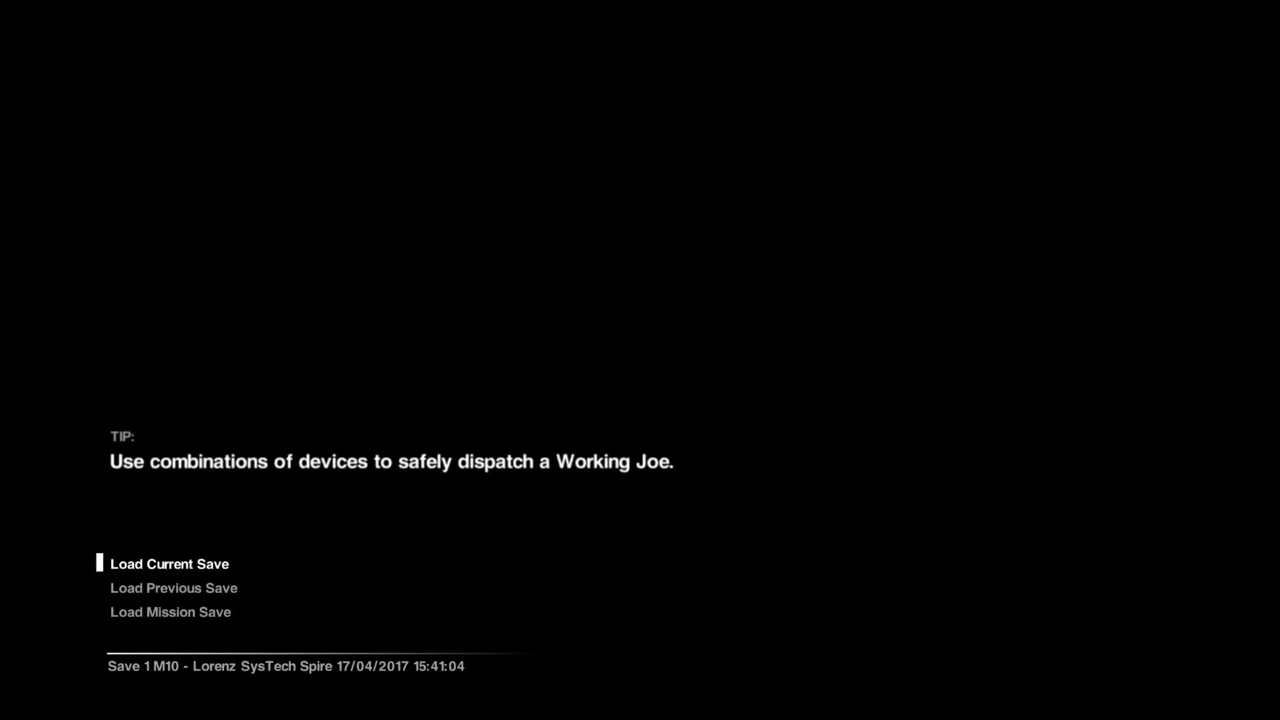 TIP:
Use combinations of devices to safely dispatch a Working Joe.
Load Current Save
Load Previous Save
Load Mission Save
Save 1 M10 - Lorenz SysTech Spire 17/04/2017 15:41:04